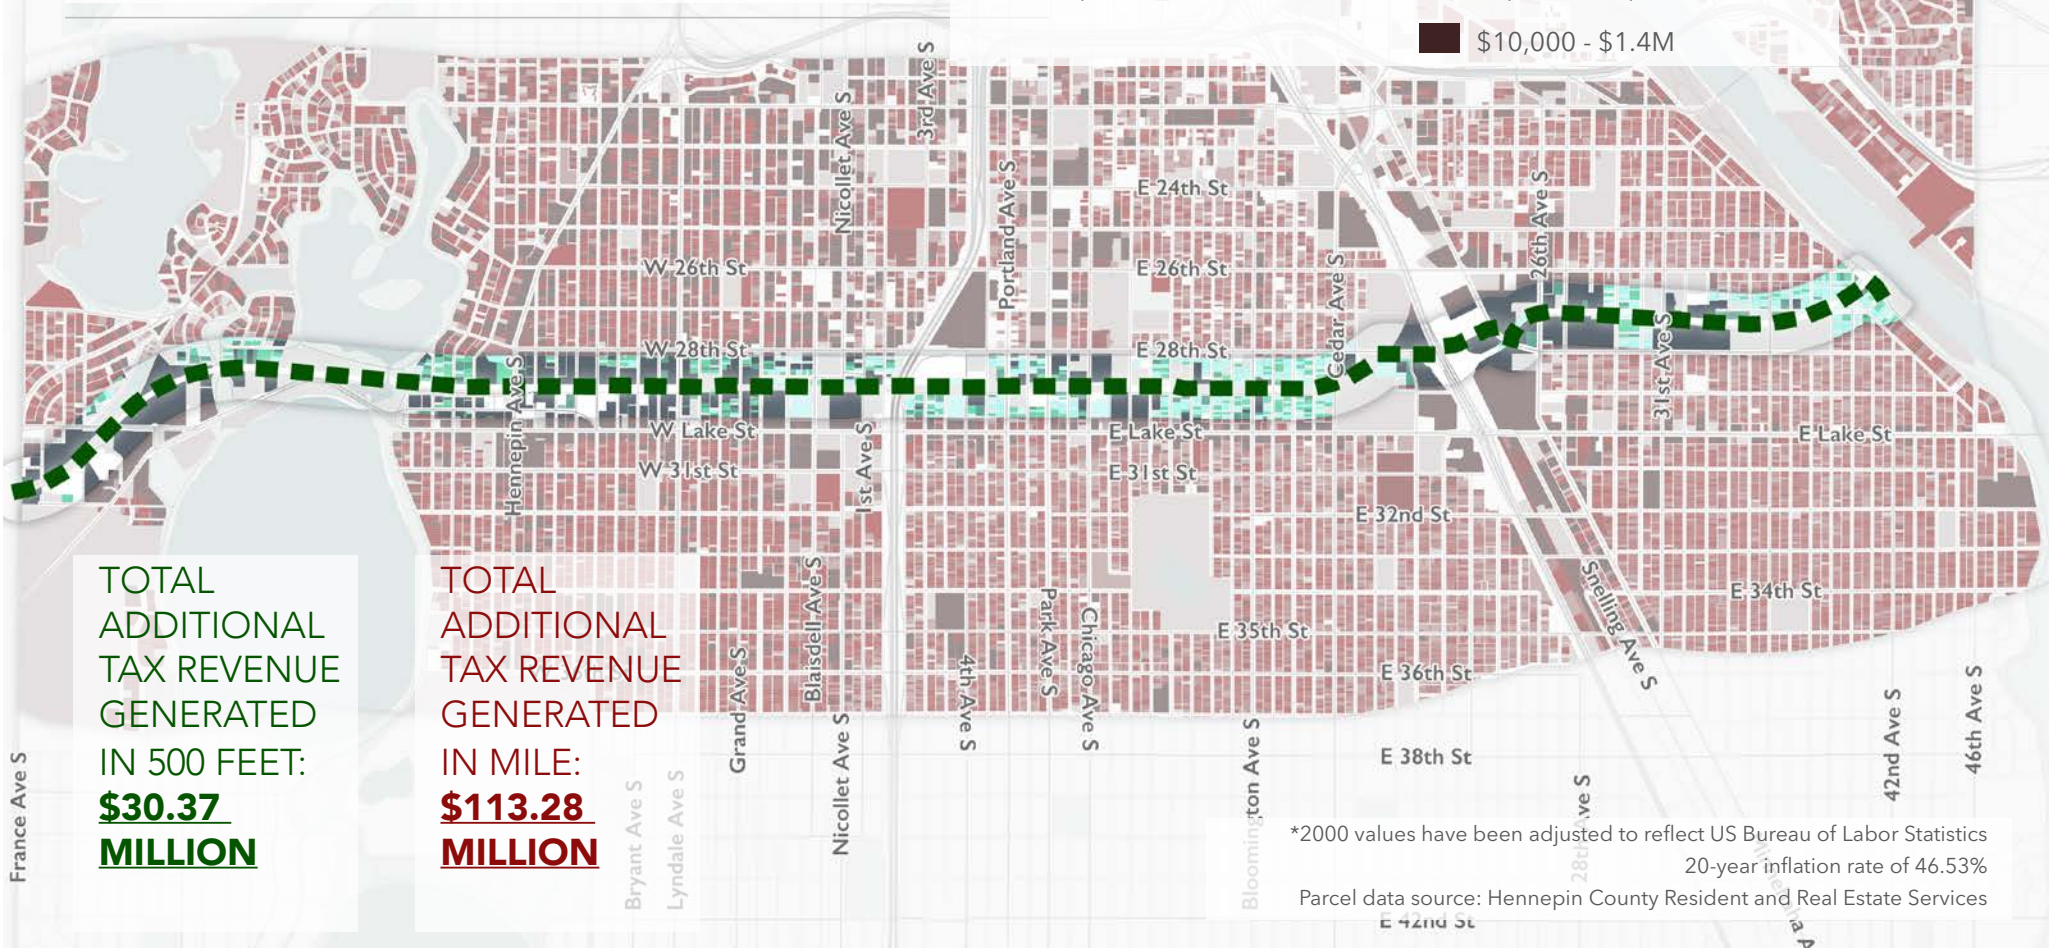 $10,000 - $1.4M
3rd Ave S
Nicollet Ave S
Portland Ave S
E 24th St
26th Ave S
W 26th St
E 26th St
Cedar Ave S
W 28th St
E 28th St
31st Ave S
Hennepin Ave S
W Lake St
E Lake St
E Lake St
1st Ave S
W 31st St
E 31st St
E 32nd St
Snelling Ave S
E 34th St
Blaisdell Ave S
Park Ave S
Chicago Ave S
E 35th St
Grand Ave S
4th Ave S
E 36th St
42nd Ave S
46th Ave S
Nicollet Ave S
E 38th St
France Ave S
Bryant Ave S
Lyndale Ave S
Bloomington Ave S
28th Ave S
E 42nd St
TOTAL
ADDITIONAL
TAX REVENUE
GENERATED
IN 500 FEET:
$30.37
MILLION
TOTAL
ADDITIONAL
TAX REVENUE
GENERATED
IN MILE:
$113.28
MILLION
*2000 values have been adjusted to reflect US Bureau of Labor Statistics
20-year inflation rate of 46.53%
Parcel data source: Hennepin County Resident and Real Estate Services